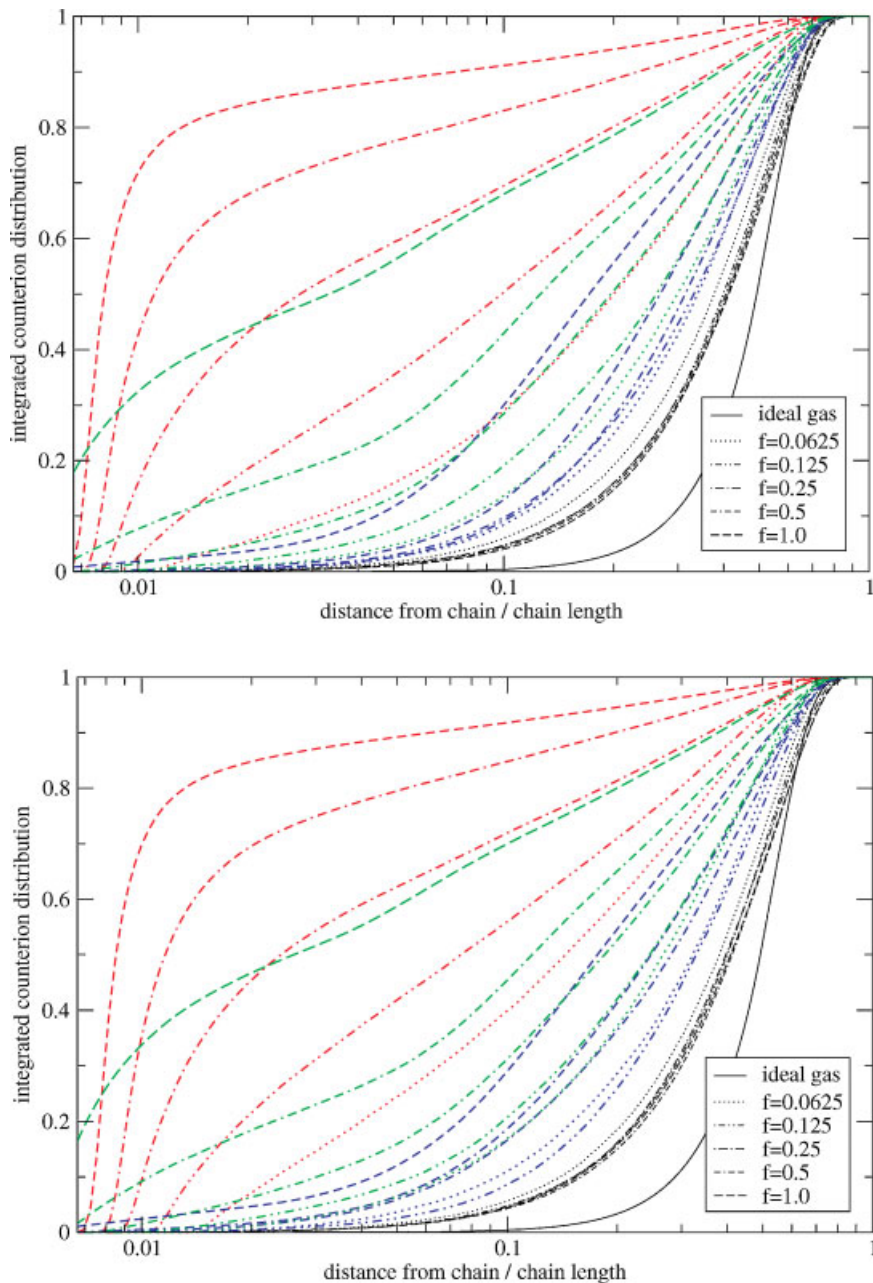 1
0.8
0.6
0.4
0.2
0
integrated counterion distribution
0.01
0.1
1
distance from chain / chain length
ideal gas
f=0.0625
f=0.125
f=0.25
f=0.5
f=1.0
1
0.8
0.6
0.4
0.2
0
integrated counterion distribution
0.01
0.1
1
distance from chain / chain length
ideal gas
f=0.0625
f=0.125
f=0.25
f=0.5
f=1.0